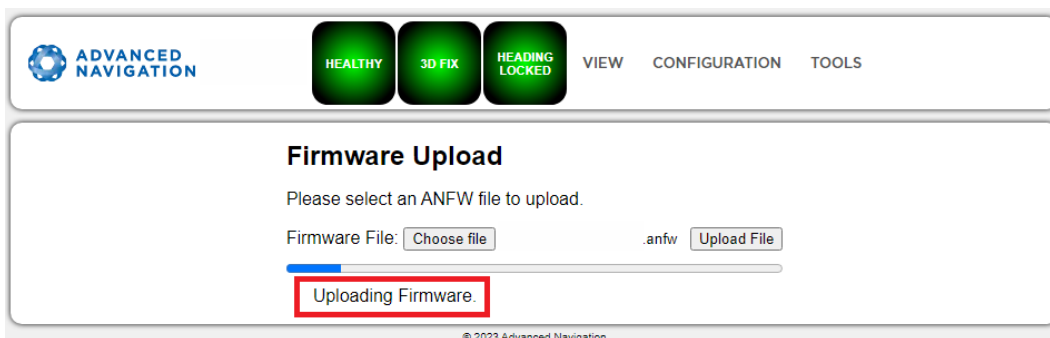 ADVANCED
NAVIGATION
HEALTHY
3D FIX
HEADING
LOCKED
VIEW
CONFIGURATION
TOOLS
Firmware Upload
Please select an ANFW file to upload.
Firmware File: Choose file .anfw Upload File
Uploading Firmware.
© 2023 Advanced Navigation